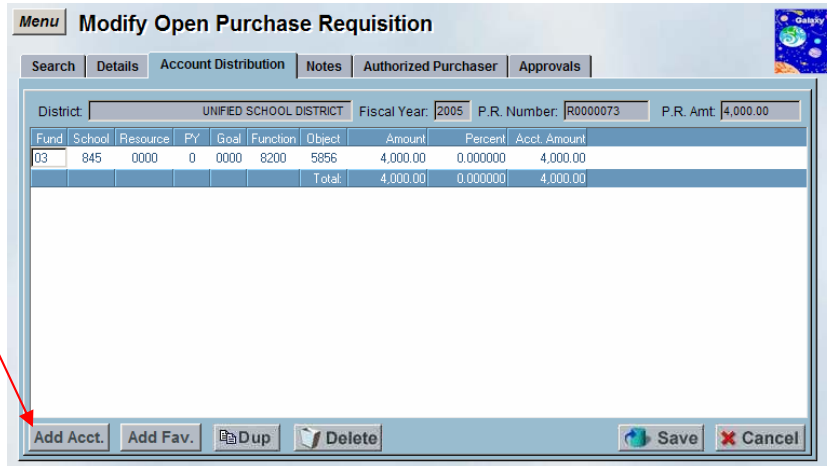 Menu Modify Open Purchase Requisition
Galaxy
Search Details Account Distribution Notes Authorized Purchaser Approvals
District: UNIFIED SCHOOL DISTRICT Fiscal Year: 2005 P.R. Number: R0000073 P.R. Amt: 4,000.00
Fund School Resource PY Goal Function Object Amount Percent Acct. Amount
03 845 0000 0 0000 8200 5856 4,000.00 0.000000 4,000.00
Total: 4,000.00 0.000000 4,000.00
Add Acct. Add Fav. Dup Delete Save Cancel